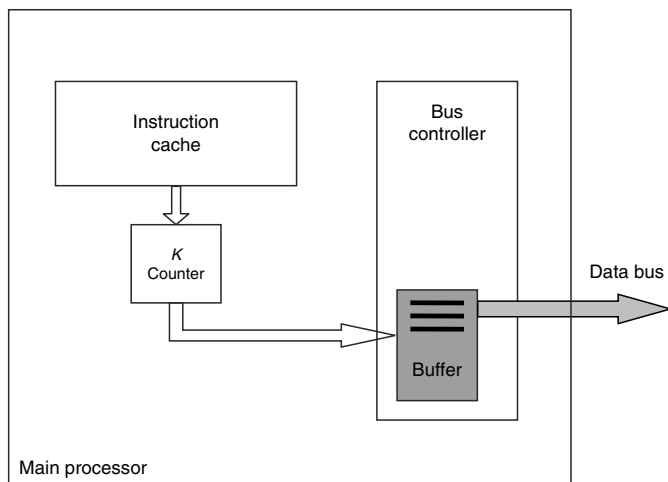 Instruction
cache
Bus
controller
K
Counter
Data bus
Buffer
Main processor